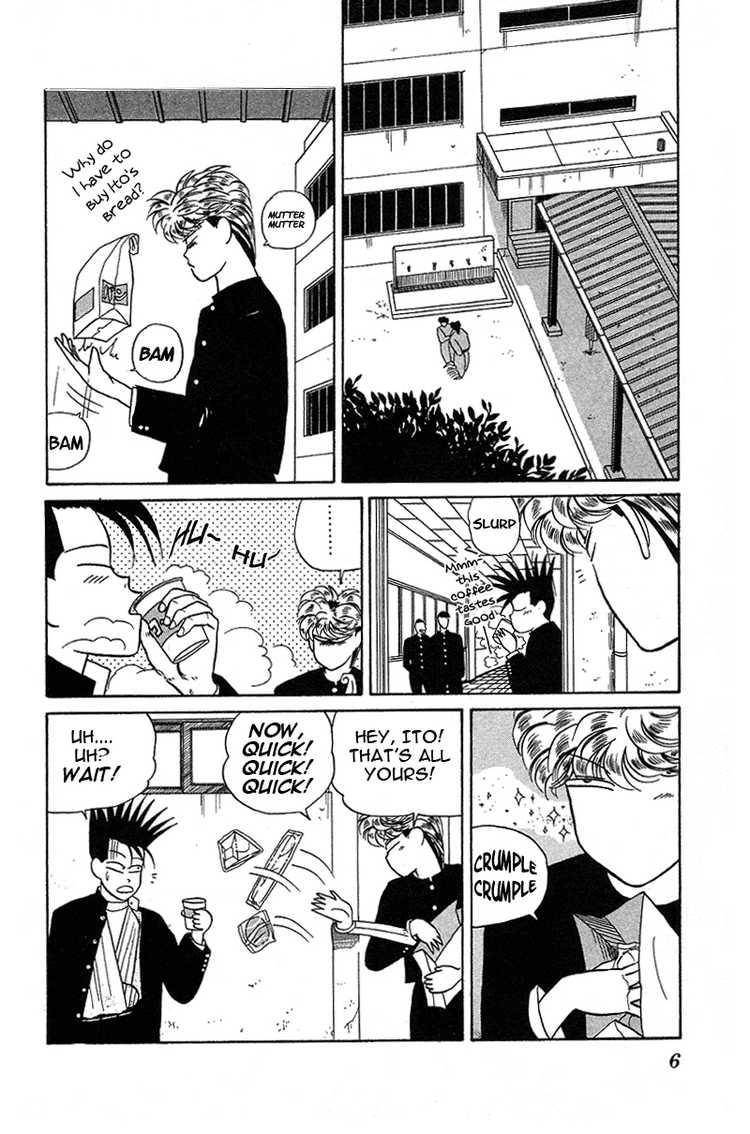 MUTTER
MUTTER
Why do
I have to
Buy Ito's
Bread?
BAM
BAM
SLURP
Mmm~
this
coffee
tastes
good
........
HU~
HU~
CRUMPLE
CRUMPLE
HEY, ITO!
THAT'S ALL
YOURS!
NOW,
QUICK!
QUICK!
QUICK!
UH....
UH?
WAIT!
6